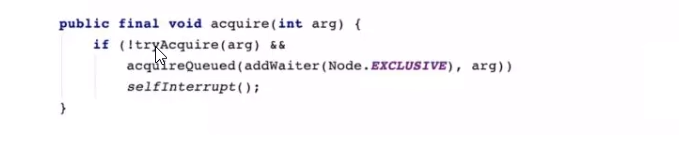 public final void acquire(int arg) {
if (!tryAcquire(arg) &&
acquireQueued(addWaiter(Node.EXCLUSIVE), arg))
selfInterrupt();
}